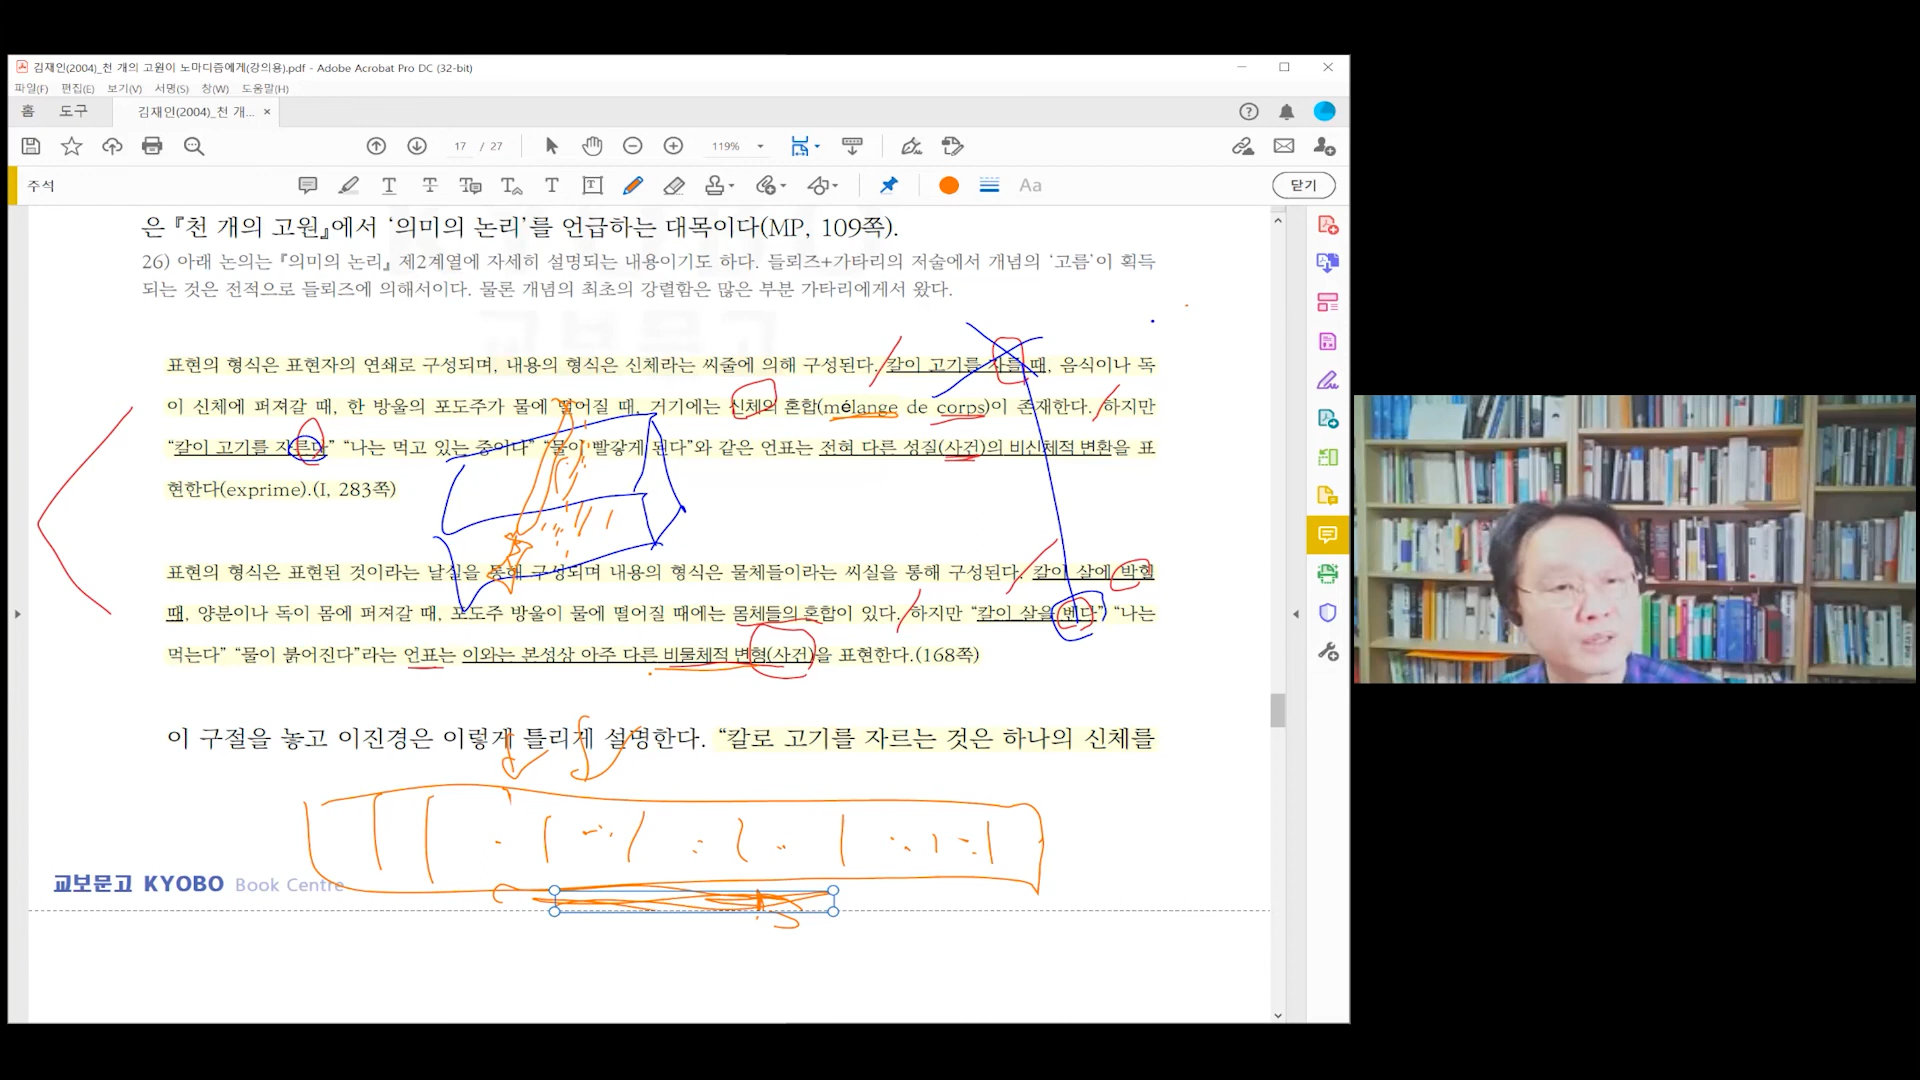 김재인(2004)_천 개의 고원이 노마디즘에게(강의용).pdf - Adobe Acrobat Pro DC (32-bit)
파일(F) 편집(E) 보기(V) 서명(S) 창(W) 도움말(H)
홈 도구 김재인(2004)_천 개... ×
17 / 27 119%
주석 Aa 닫기
은 『천 개의 고원』에서 ‘의미의 논리’를 언급하는 대목이다(MP, 109쪽).
26) 아래 논의는 『의미의 논리』 제2계열에 자세히 설명되는 내용이기도 하다. 들뢰즈+가타리의 저술에서 개념의 ‘고름’이 획득
되는 것은 전적으로 들뢰즈에 의해서이다. 물론 개념의 최초의 강렬함은 많은 부분 가타리에게서 왔다.
교보문고
표현의 형식은 표현자의 연쇄로 구성되며, 내용의 형식은 신체라는 씨줄에 의해 구성된다. 칼이 고기를 자를 때, 음식이나 독
이 신체에 퍼져갈 때, 한 방울의 포도주가 물에 떨어질 때, 거기에는 신체의 혼합(mélange de corps)이 존재한다. 하지만
“칼이 고기를 자른다” “나는 먹고 있는 중이다” “물이 빨갛게 된다”와 같은 언표는 전혀 다른 성질(사건)의 비신체적 변환을 표
현한다(exprime).(I, 283쪽)
표현의 형식은 표현된 것이라는 날실을 통해 구성되며 내용의 형식은 물체들이라는 씨실을 통해 구성된다. 칼이 살에 박힐
때, 양분이나 독이 몸에 퍼져갈 때, 포도주 방울이 물에 떨어질 때에는 몸체들의 혼합이 있다. 하지만 “칼이 살을 벤다” “나는
먹는다” “물이 붉어진다”라는 언표는 이와는 본성상 아주 다른 비물체적 변형(사건)을 표현한다.(168쪽)
이 구절을 놓고 이진경은 이렇게 틀리게 설명한다. “칼로 고기를 자르는 것은 하나의 신체를
교보문고 KYOBO Book Centre